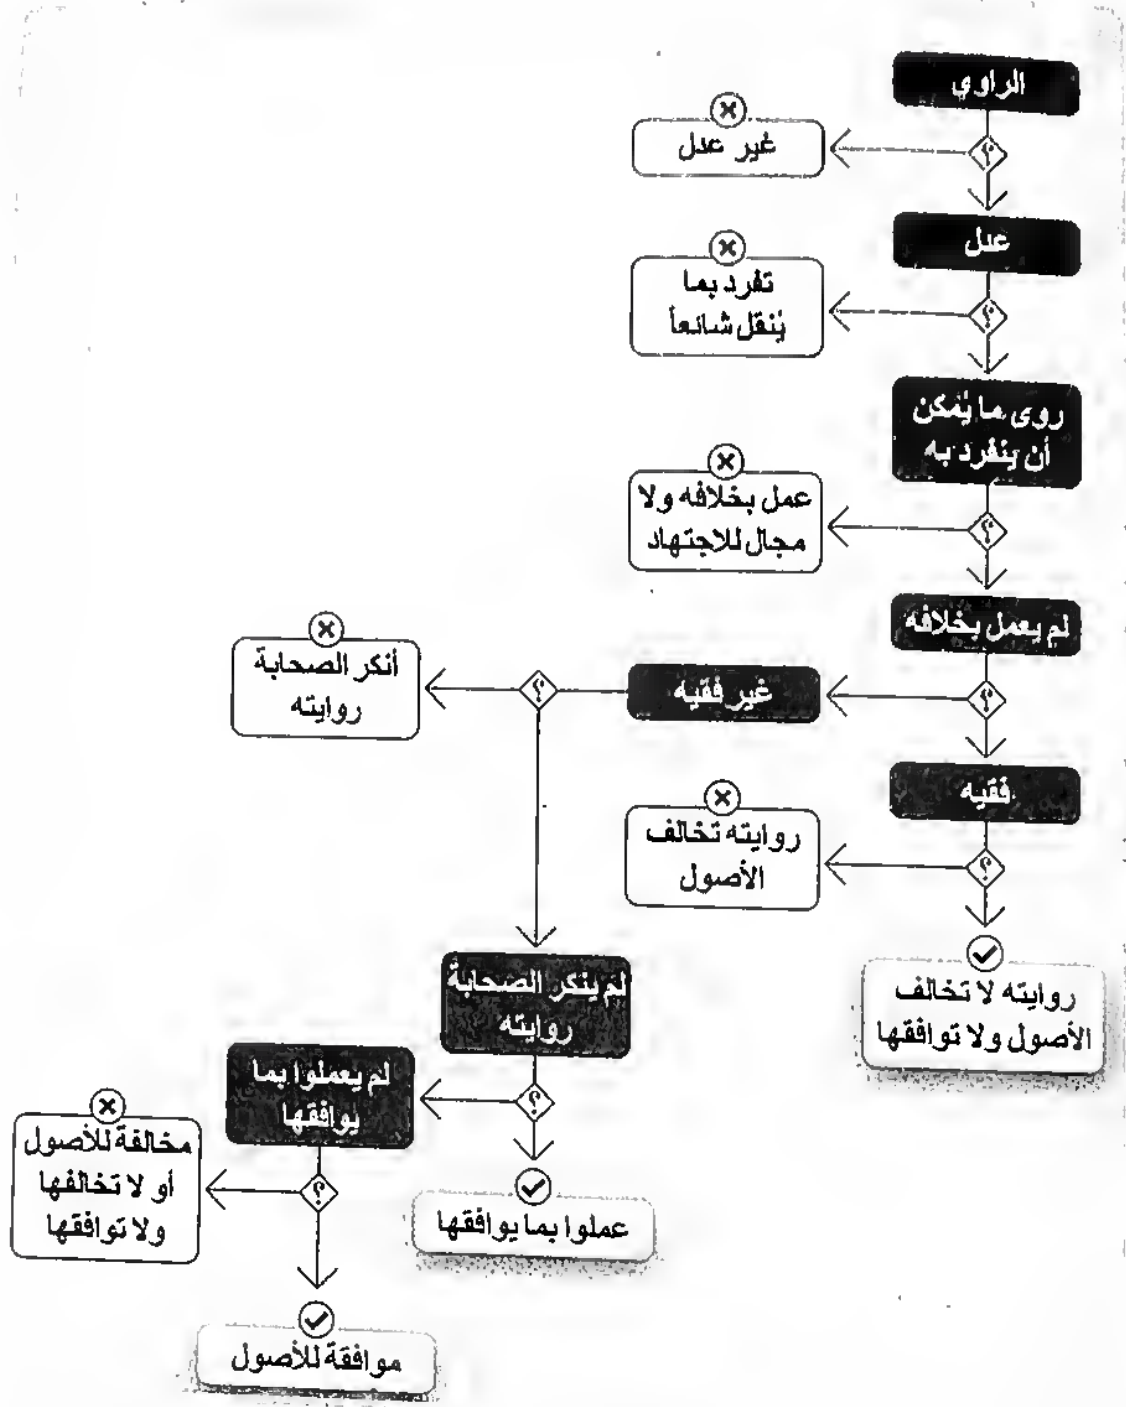 الراوي
؟
غير عدل
عدل
؟
تفرد بما
يُنقل شائعاً
روى ما يُمكن
أن ينفرد به
؟
عمل بخلافه ولا
مجال للاجتهاد
لم يعمل بخلافه
؟
غير فقيه
؟
أنكر الصحابة
روايته
فقيه
؟
روايته تخالف
الأصول
روايته لا تخالف
الأصول ولا توافقها
لم ينكر الصحابة
روايته
؟
لم يعملوا بما
يوافقها
؟
عملوا بما يوافقها
مخالفة للأصول
أو لا تخالفها
ولا توافقها
موافقة للأصول